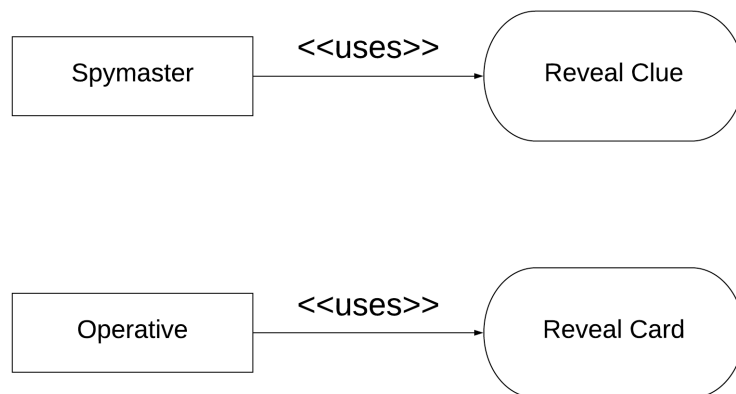 <<uses>>
Spymaster
Reveal Clue
<<uses>>
Operative
Reveal Card